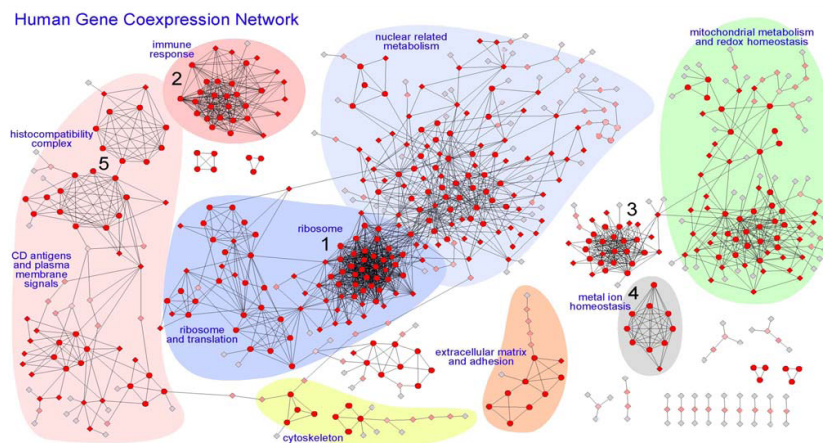 Human Gene Coexpression Network
immune
response
2
nuclear related
metabolism
mitochondrial metabolism
and redox homeostasis
histocompatibility
complex
5
ribosome
1
3
CD antigens and
plasma
membrane
signals
metal ion
homeostasis
4
ribosome
and translation
extracellular matrix
and adhesion
cytoskeleton